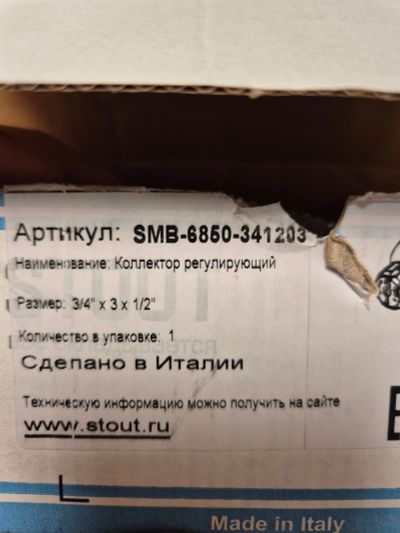 Артикул: SMB-6850-341203
Наименование: Коллектор регулирующий
Размер: 3/4" x 3 x 1/2"
Количество в упаковке: 1
Сделано в Италии
Техническую информацию можно получить на сайте
www.stout.ru
Made in Italy